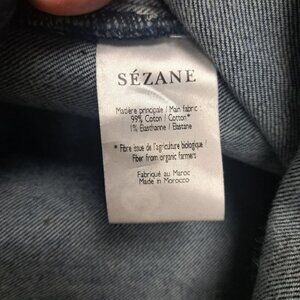 SÉZANE
Matière principale / Main fabric :
99% Coton / Cotton*
1% Elasthanne / Elastane
* Fibre issue de l'agriculture biologique
Fiber from organic farmers
Fabriqué au Maroc
Made in Morocco